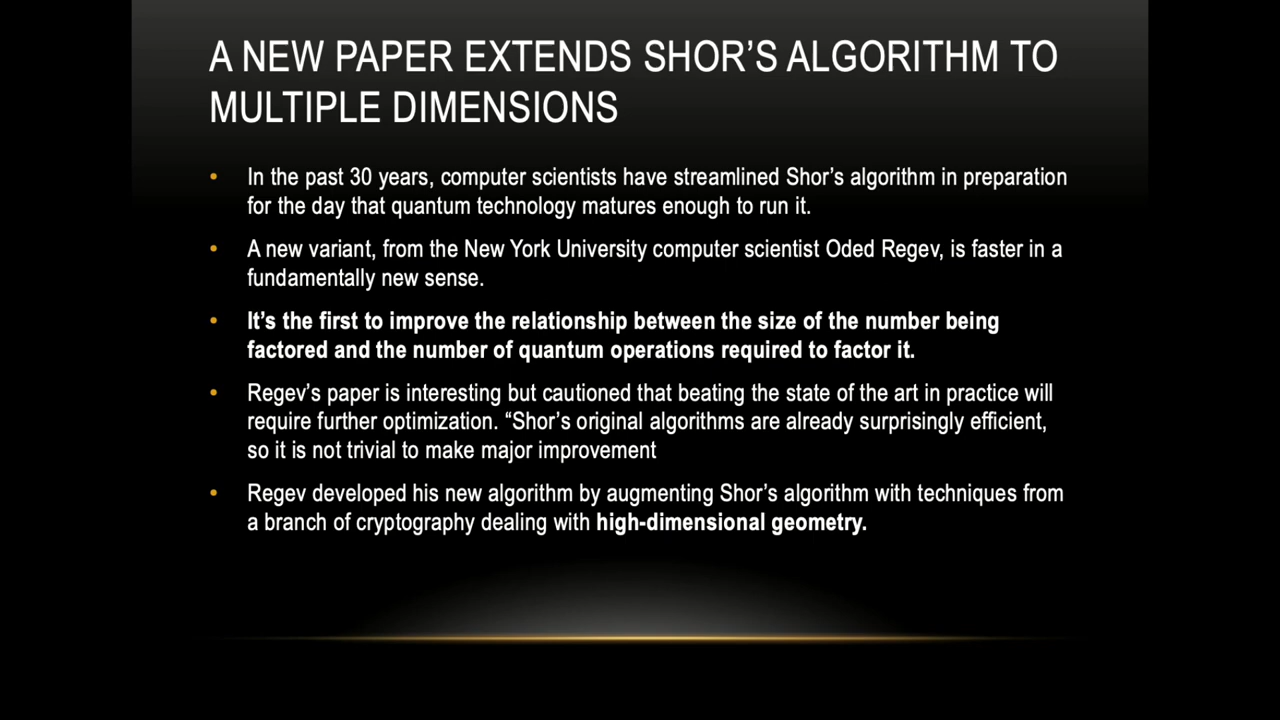 A NEW PAPER EXTENDS SHOR’S ALGORITHM TO
MULTIPLE DIMENSIONS
• In the past 30 years, computer scientists have streamlined Shor’s algorithm in preparation
for the day that quantum technology matures enough to run it.
• A new variant, from the New York University computer scientist Oded Regev, is faster in a
fundamentally new sense.
• It’s the first to improve the relationship between the size of the number being
factored and the number of quantum operations required to factor it.
• Regev’s paper is interesting but cautioned that beating the state of the art in practice will
require further optimization. “Shor’s original algorithms are already surprisingly efficient,
so it is not trivial to make major improvement
• Regev developed his new algorithm by augmenting Shor’s algorithm with techniques from
a branch of cryptography dealing with high-dimensional geometry.